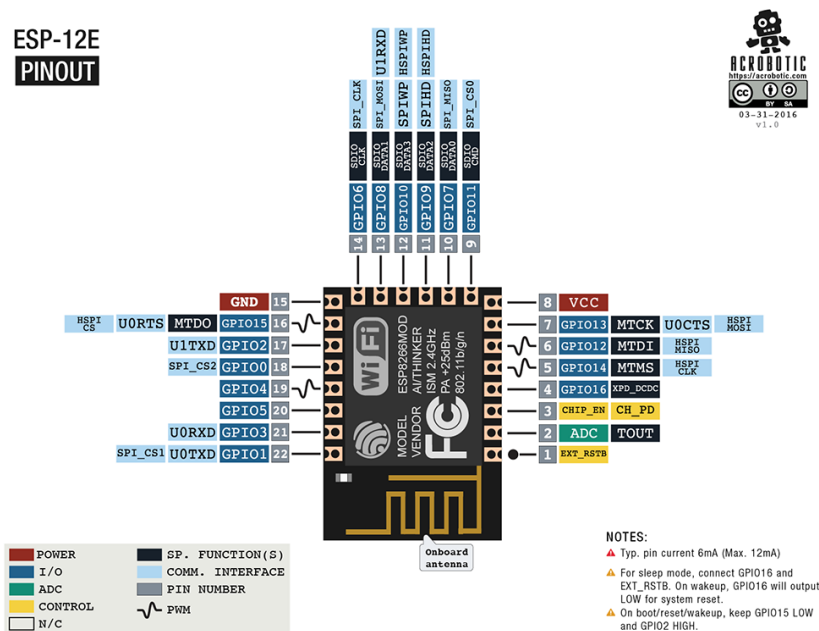 ESP-12E
PINOUT
ACROBOTIC
https://acrobotic.com
CC BY SA
03-31-2016
v1.0
U1RXD HSPIWP HSPIHD
SPI_CLK SPI_MOSI SPIWP SPIHD SPI_MISO SPI_CS0
SDIO CLK SDIO DATA1 SDIO DATA3 SDIO DATA2 SDIO DATA0 SDIO CMD
GPIO6 GPIO8 GPIO10 GPIO9 GPIO7 GPIO11
14 13 12 11 10 9
GND 15
HSPI CS U0RTS MTDO GPIO15 16
U1TXD GPIO2 17
SPI_CS2 GPIO0 18
GPIO4 19
GPIO5 20
U0RXD GPIO3 21
SPI_CS1 U0TXD GPIO1 22
WiFi
MODEL ESP8266MOD
VENDOR AI/THINKER
ISM 2.4GHz
PA +25dBm
802.11b/g/n
FC
8 VCC
7 GPIO13 MTCK U0CTS HSPI MOSI
6 GPIO12 MTDI HSPI MISO
5 GPIO14 MTMS HSPI CLK
4 GPIO16 XPD_DCDC
3 CHIP_EN CH_PD
2 ADC TOUT
1 EXT_RSTB
Onboard
antenna
POWER
I/O
ADC
CONTROL
N/C
SP. FUNCTION(S)
COMM. INTERFACE
PIN NUMBER
PWM
NOTES:
Typ. pin current 6mA (Max. 12mA)
For sleep mode, connect GPIO16 and
EXT_RSTB. On wakeup, GPIO16 will output
LOW for system reset.
On boot/reset/wakeup, keep GPIO15 LOW
and GPIO2 HIGH.